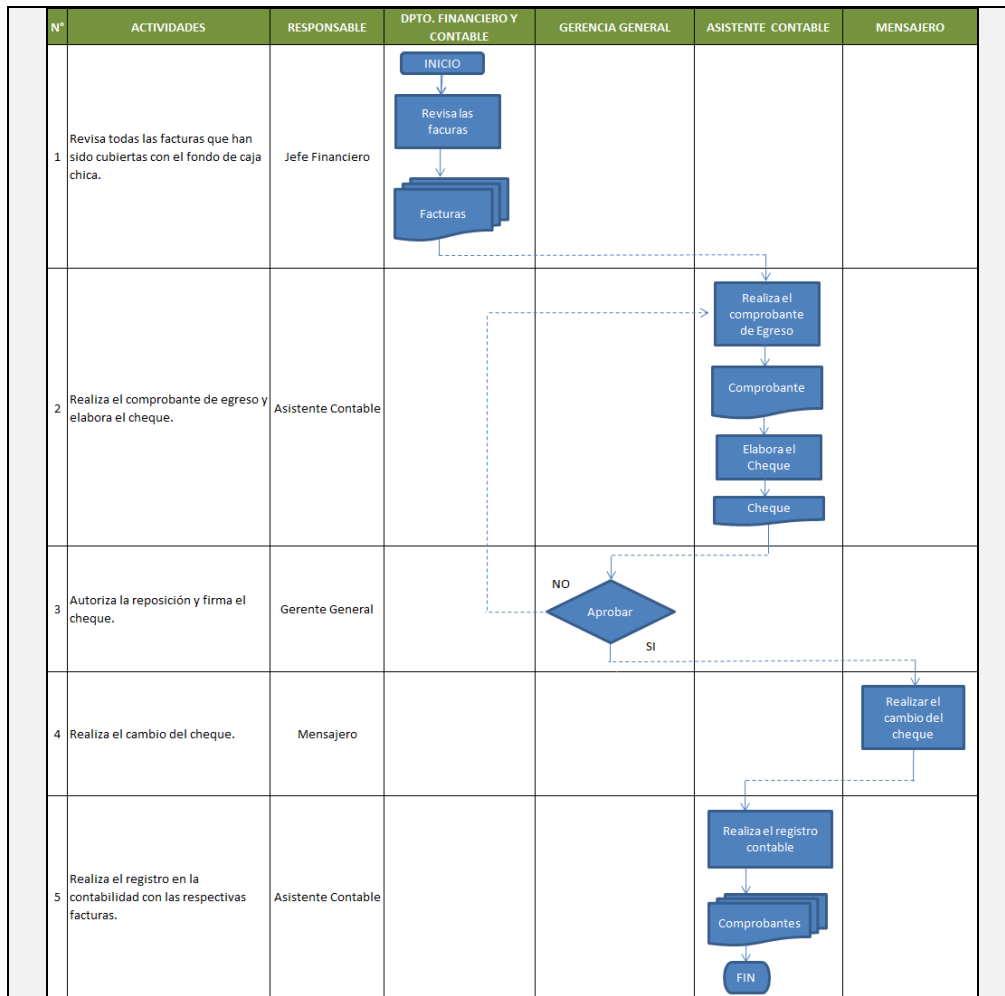 N°
ACTIVIDADES
RESPONSABLE
DPTO. FINANCIERO Y
CONTABLE
GERENCIA GENERAL
ASISTENTE CONTABLE
MENSAJERO
1
Revisa todas las facturas que han
sido cubiertas con el fondo de caja
chica.
Jefe Financiero
INICIO
Revisa las
facuras
Facturas
2
Realiza el comprobante de egreso y
elabora el cheque.
Asistente Contable
Realiza el
comprobante
de Egreso
Comprobante
Elabora el
Cheque
Cheque
3
Autoriza la reposición y firma el
cheque.
Gerente General
NO
Aprobar
SI
4
Realiza el cambio del cheque.
Mensajero
Realizar el
cambio del
cheque
5
Realiza el registro en la
contabilidad con las respectivas
facturas.
Asistente Contable
Realiza el registro
contable
Comprobantes
FIN